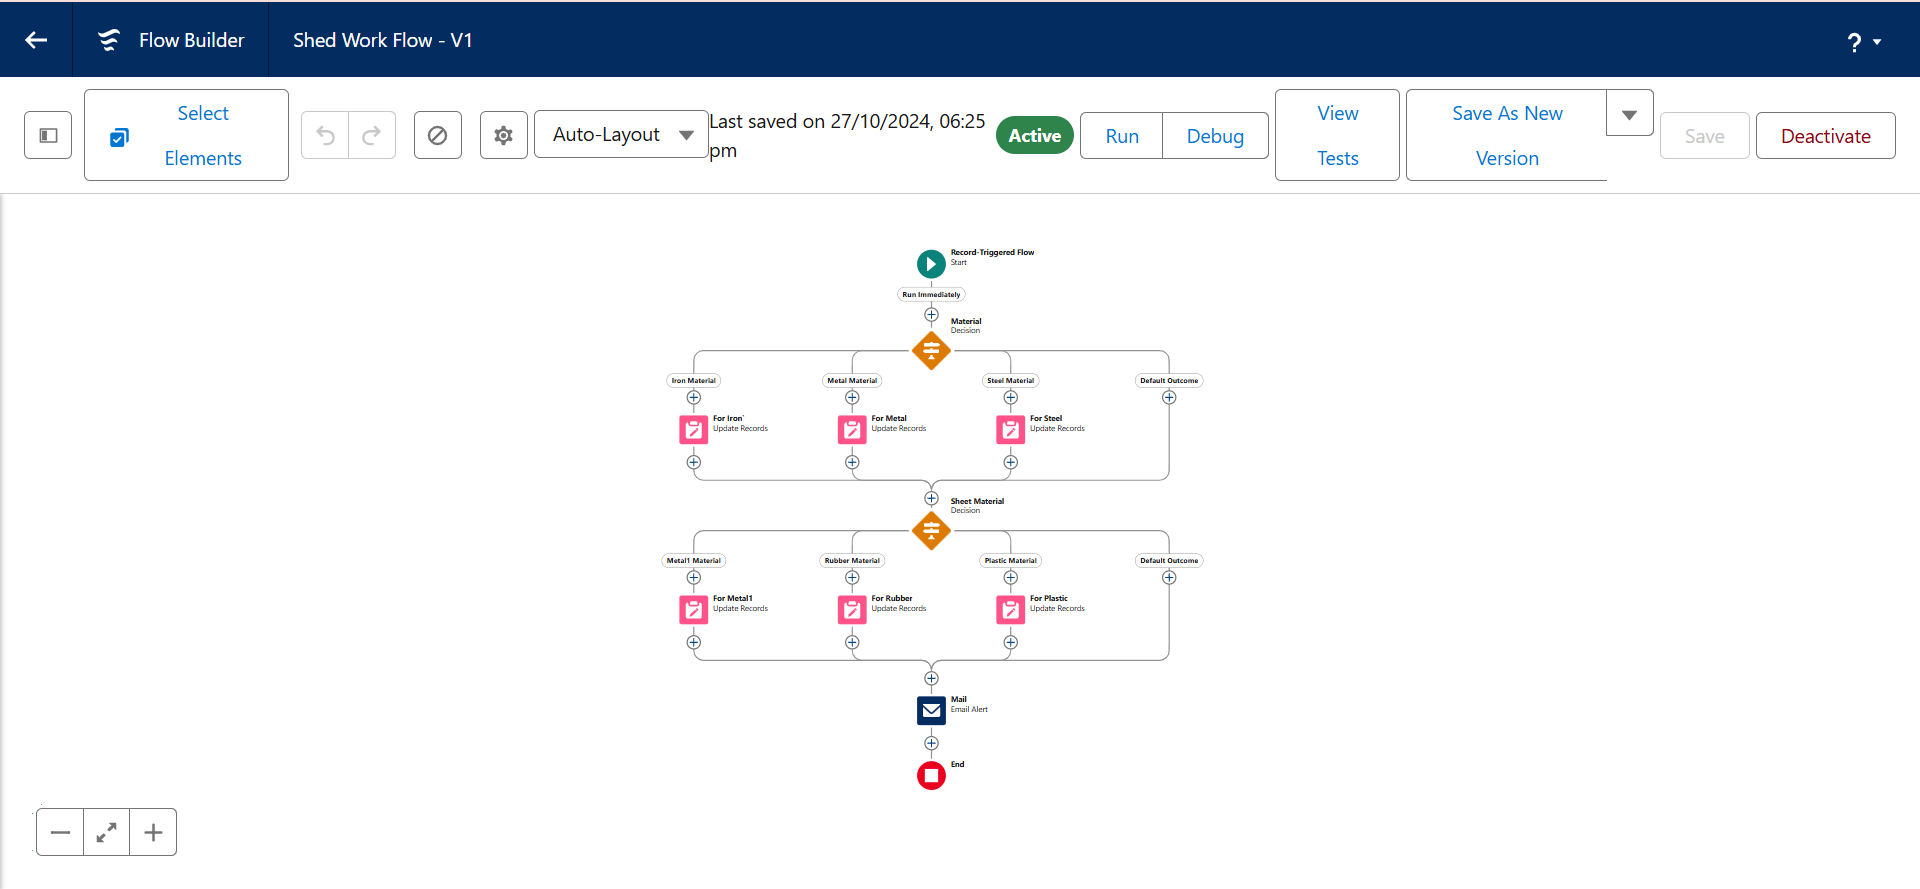 Flow Builder
Shed Work Flow - V1
?
Select
Elements
Auto-Layout
Last saved on 27/10/2024, 06:25
pm
Active
Run
Debug
View
Tests
Save As New
Version
Save
Deactivate
Record-Triggered Flow
Start
Run Immediately
Material
Decision
Iron Material
Metal Material
Steel Material
Default Outcome
For Iron`
Update Records
For Metal
Update Records
For Steel
Update Records
Sheet Material
Decision
Metal1 Material
Rubber Material
Plastic Material
Default Outcome
For Metal1
Update Records
For Rubber
Update Records
For Plastic
Update Records
Mail
Email Alert
End